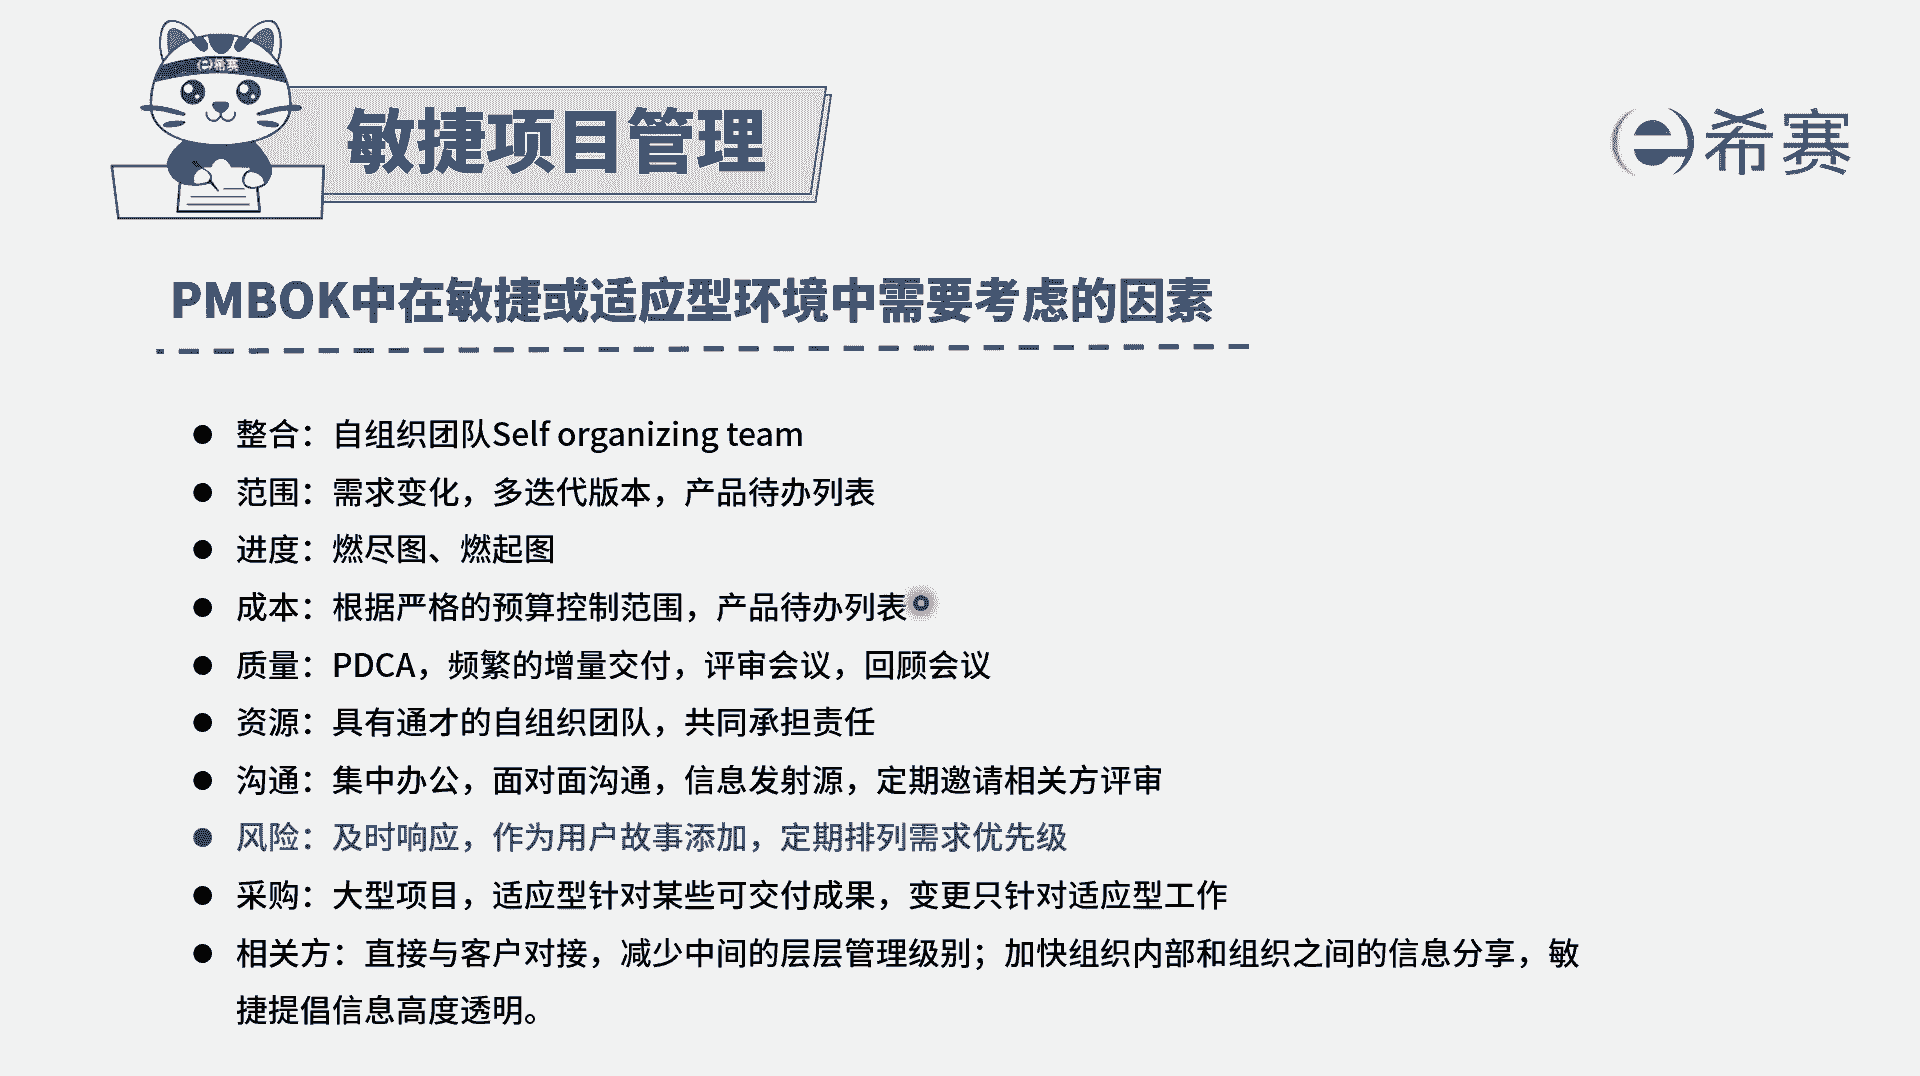 e希赛
敏捷项目管理
e希赛
PMBOK中在敏捷或适应型环境中需要考虑的因素
整合：自组织团队Self organizing team
范围：需求变化，多迭代版本，产品待办列表
进度：燃尽图、燃起图
成本：根据严格的预算控制范围，产品待办列表
质量：PDCA，频繁的增量交付，评审会议，回顾会议
资源：具有通才的自组织团队，共同承担责任
沟通：集中办公，面对面沟通，信息发射源，定期邀请相关方评审
风险：及时响应，作为用户故事添加，定期排列需求优先级
采购：大型项目，适应型针对某些可交付成果，变更只针对适应型工作
相关方：直接与客户对接，减少中间的层层管理级别；加快组织内部和组织之间的信息分享，敏
捷提倡信息高度透明。